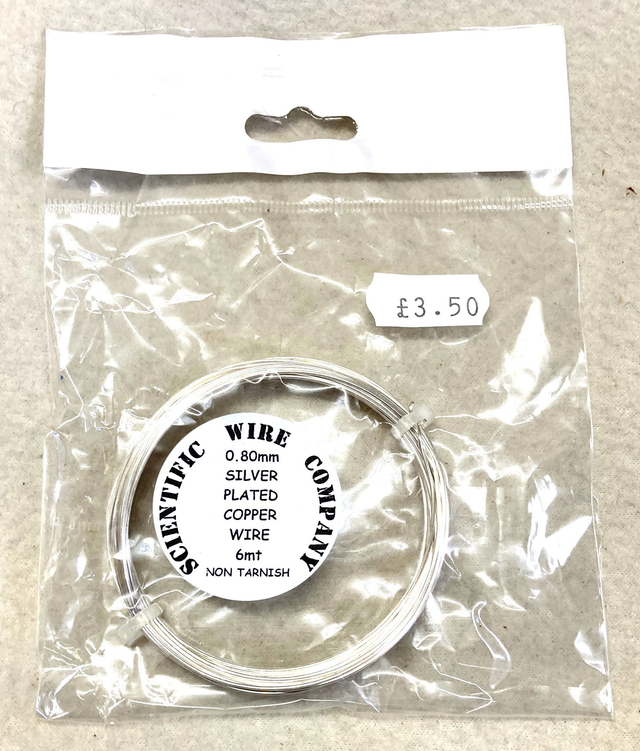 £3.50
SCIENTIFIC WIRE COMPANY
0.80mm
SILVER
PLATED
COPPER
WIRE
6mt
NON TARNISH